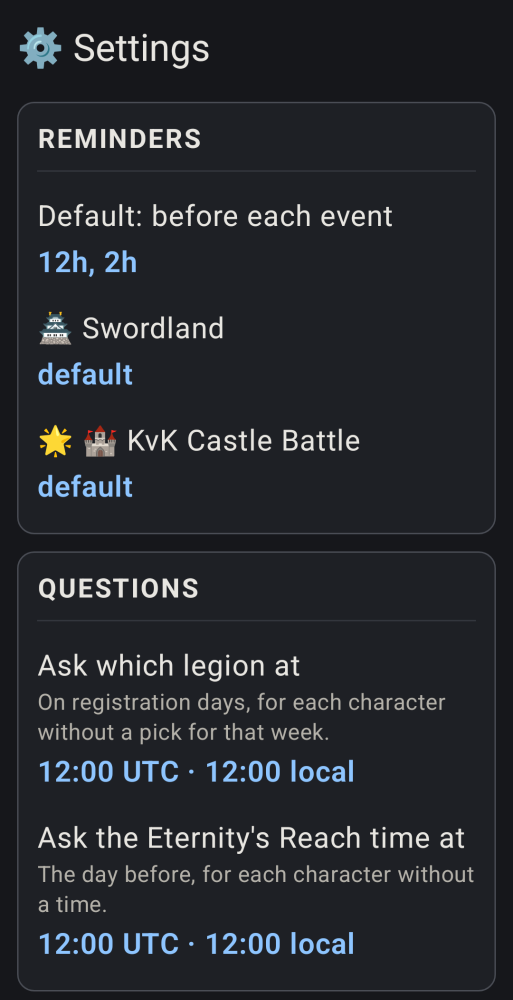 ⚙️ Settings
REMINDERS
Default: before each event
12h, 2h
🏯 Swordland
default
🌟 🏰 KvK Castle Battle
default
QUESTIONS
Ask which legion at
On registration days, for each character
without a pick for that week.
12:00 UTC · 12:00 local
Ask the Eternity's Reach time at
The day before, for each character without
a time.
12:00 UTC · 12:00 local